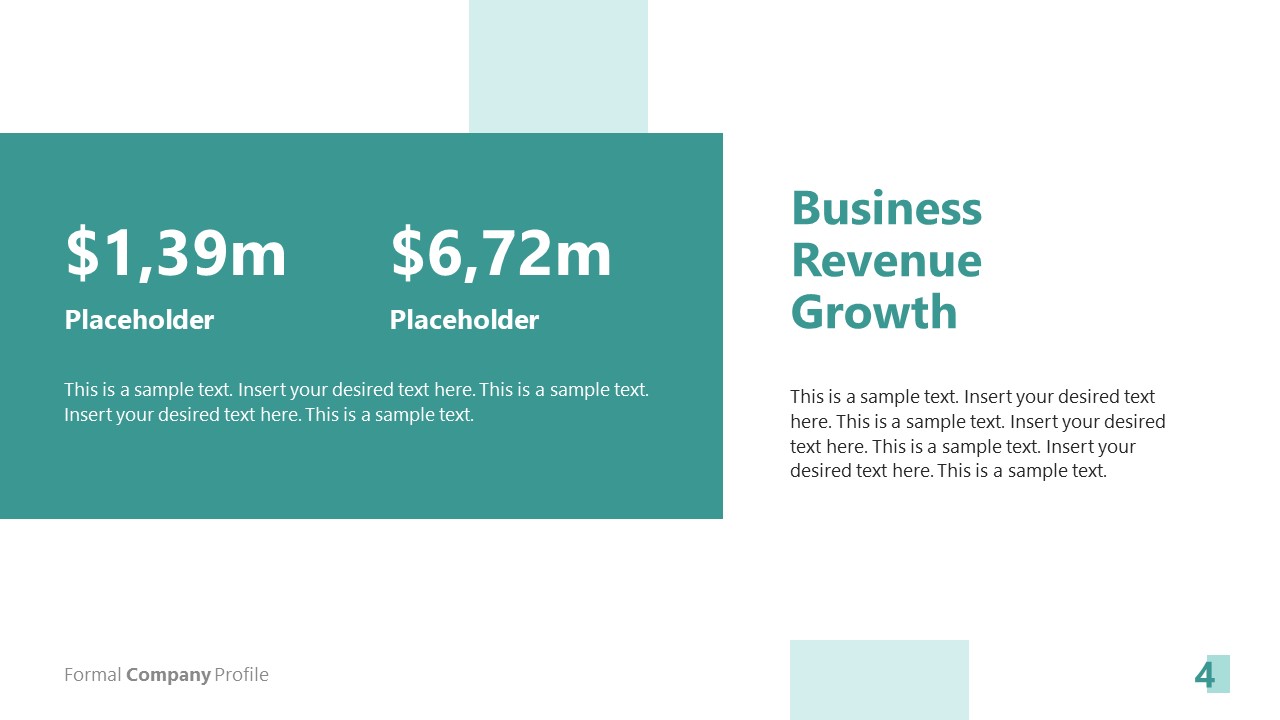 $1,39m
Placeholder
$6,72m
Placeholder
This is a sample text. Insert your desired text here. This is a sample text.
Insert your desired text here. This is a sample text.
Business
Revenue
Growth
This is a sample text. Insert your desired text
here. This is a sample text. Insert your desired
text here. This is a sample text. Insert your
desired text here. This is a sample text.
Formal Company Profile
4